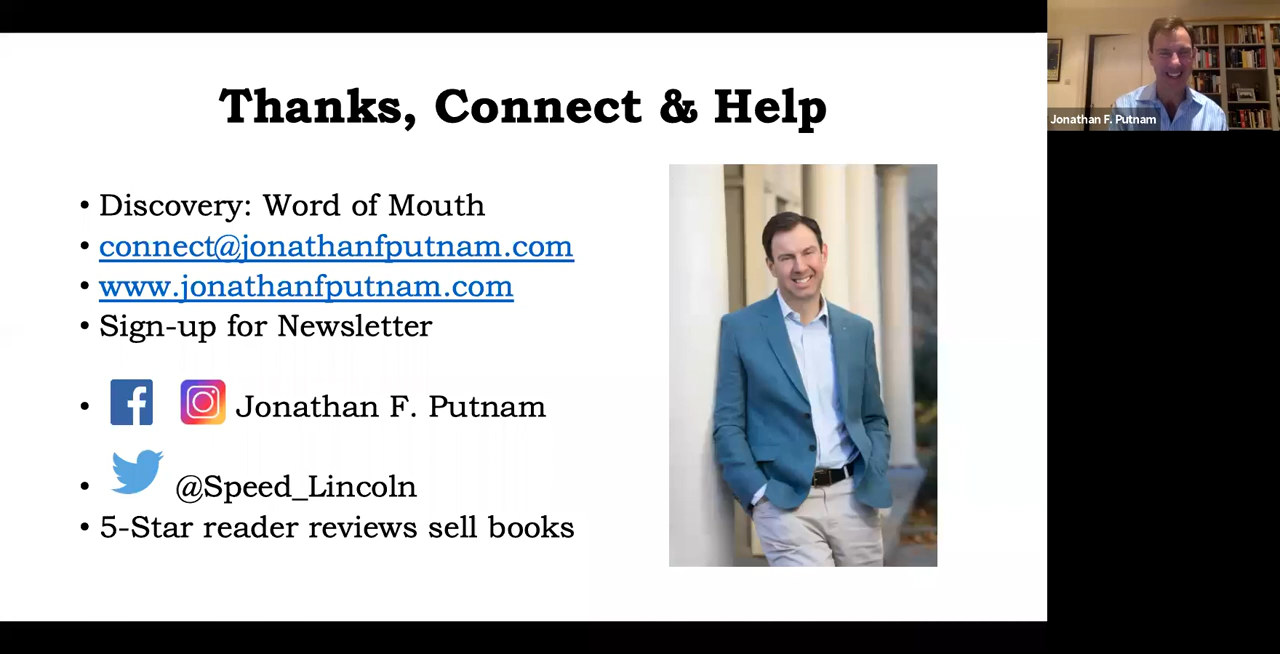 Thanks, Connect & Help
• Discovery: Word of Mouth
• connect@jonathanfputnam.com
• www.jonathanfputnam.com
• Sign-up for Newsletter
• Jonathan F. Putnam
• @Speed_Lincoln
• 5-Star reader reviews sell books
Jonathan F. Putnam